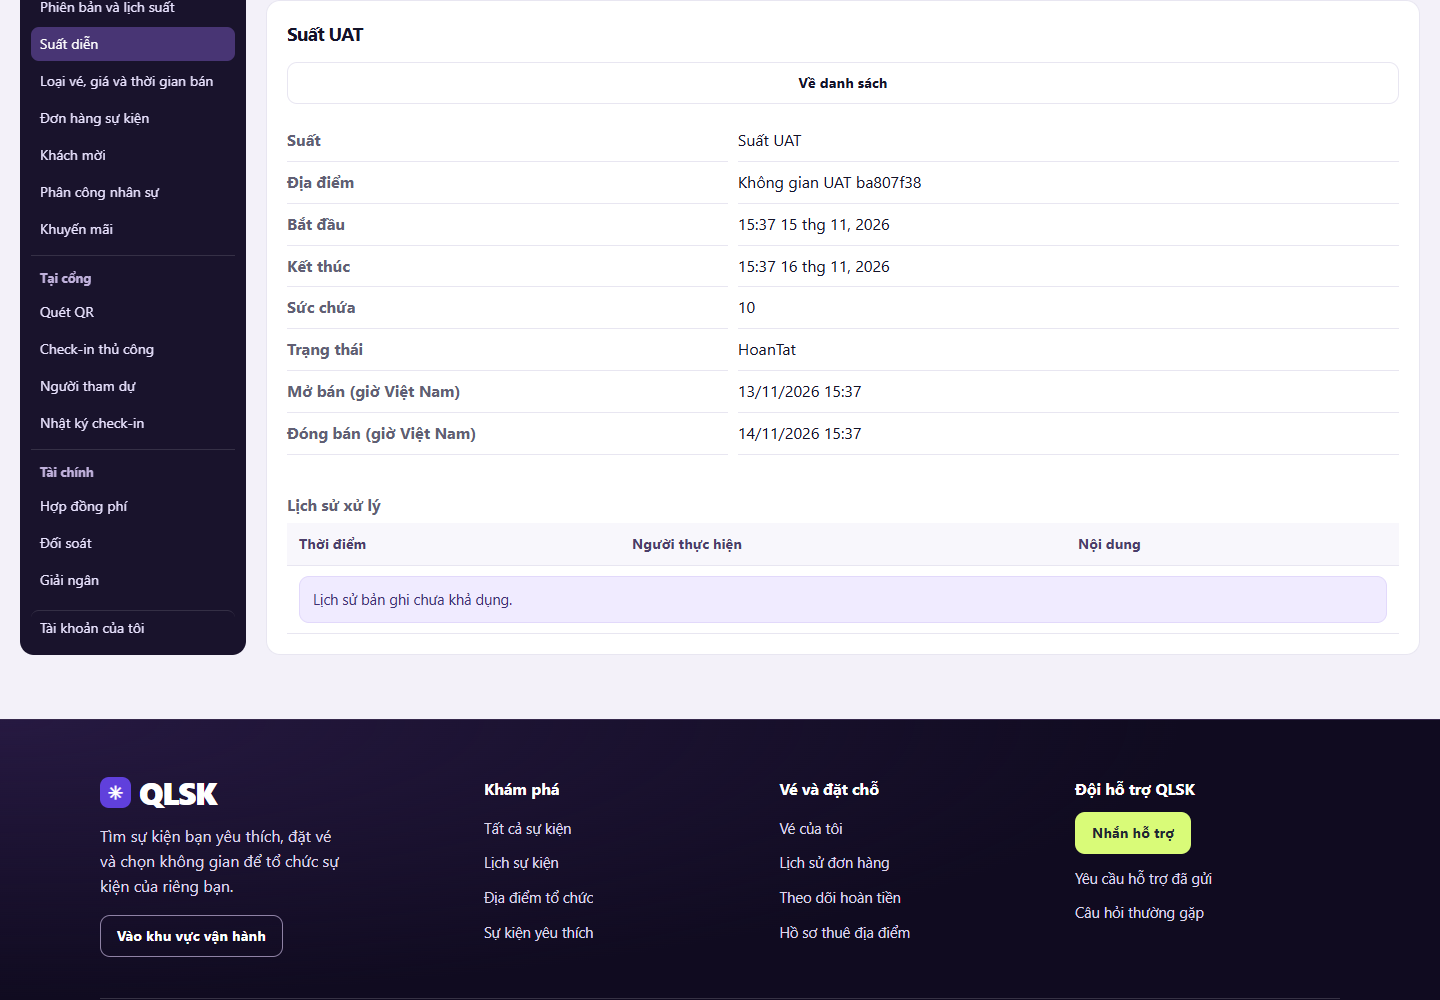 Phiên bản và lịch suất
Suất diễn
Loại vé, giá và thời gian bán
Đơn hàng sự kiện
Khách mời
Phân công nhân sự
Khuyến mãi
Tại cổng
Quét QR
Check-in thủ công
Người tham dự
Nhật ký check-in
Tài chính
Hợp đồng phí
Đối soát
Giải ngân
Tài khoản của tôi
Suất UAT
Về danh sách
Suất
Suất UAT
Địa điểm
Không gian UAT ba807f38
Bắt đầu
15:37 15 thg 11, 2026
Kết thúc
15:37 16 thg 11, 2026
Sức chứa
10
Trạng thái
HoanTat
Mở bán (giờ Việt Nam)
13/11/2026 15:37
Đóng bán (giờ Việt Nam)
14/11/2026 15:37
Lịch sử xử lý
Thời điểm
Người thực hiện
Nội dung
Lịch sử bản ghi chưa khả dụng.
QLSK
Tìm sự kiện bạn yêu thích, đặt vé
và chọn không gian để tổ chức sự
kiện của riêng bạn.
Vào khu vực vận hành
Khám phá
Tất cả sự kiện
Lịch sự kiện
Địa điểm tổ chức
Sự kiện yêu thích
Vé và đặt chỗ
Vé của tôi
Lịch sử đơn hàng
Theo dõi hoàn tiền
Hồ sơ thuê địa điểm
Đội hỗ trợ QLSK
Nhắn hỗ trợ
Yêu cầu hỗ trợ đã gửi
Câu hỏi thường gặp